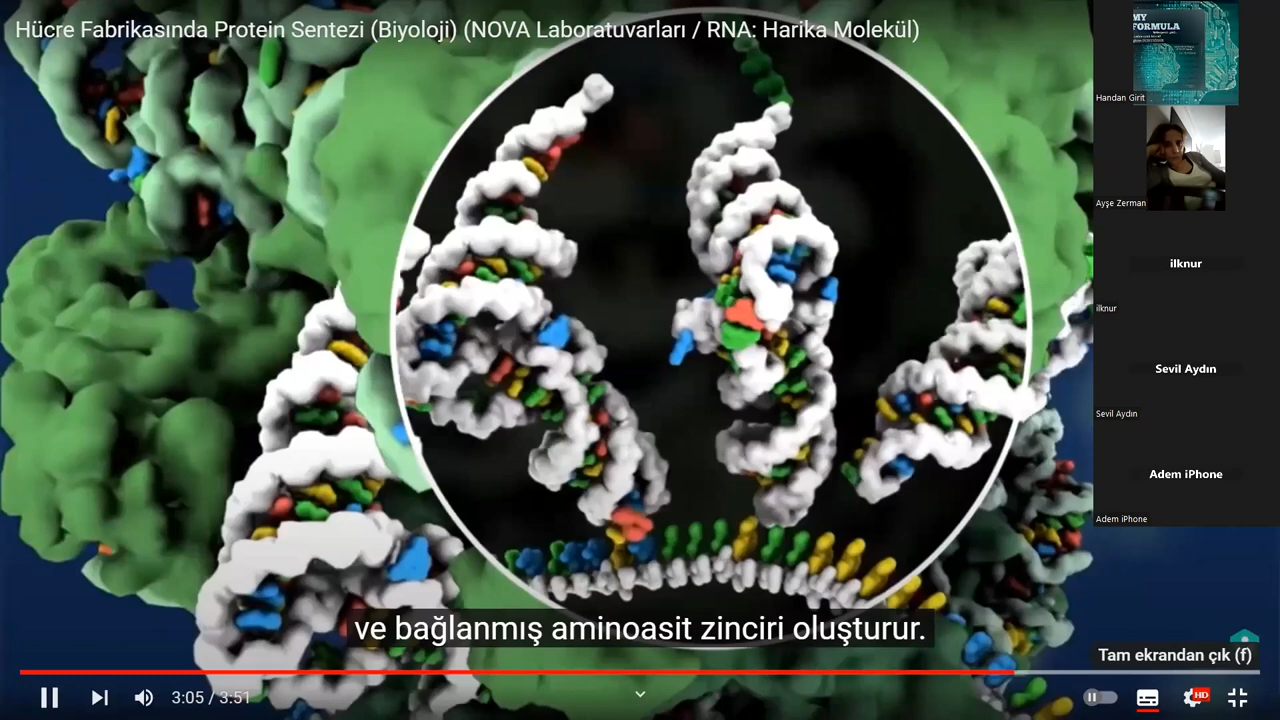 Hücre Fabrikasında Protein Sentezi (Biyoloji) (NOVA Laboratuvarları / RNA: Harika Molekül)
MY
FORMULA
Handan Girit
Ayşe Zerman
ilknur
ilknur
Sevil Aydın
Sevil Aydın
Adem iPhone
Adem iPhone
ve bağlanmış aminoasit zinciri oluşturur.
Tam ekrandan çık (f)
3:05 / 3:51
HD